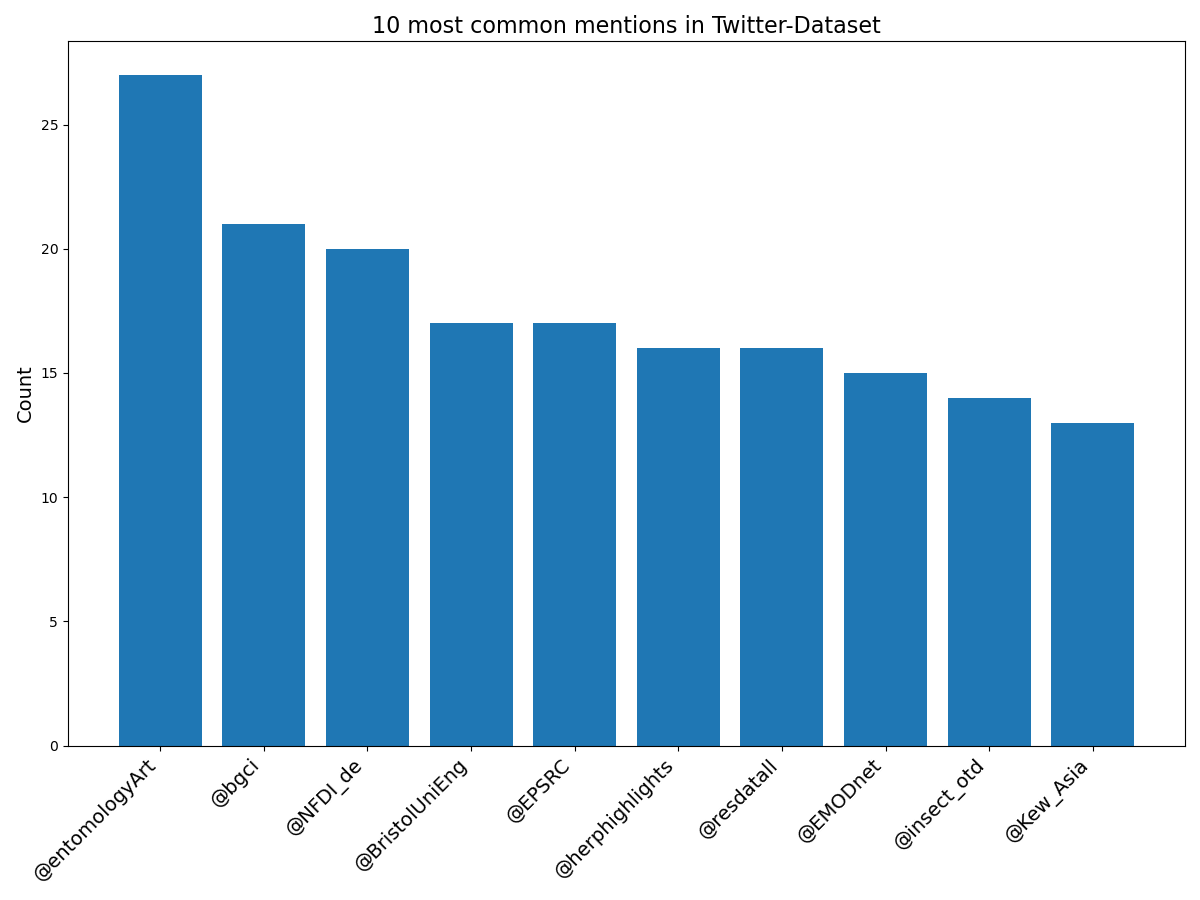 10 most common mentions in Twitter-Dataset
Count
25
20
15
10
5
0
@entomologyArt
@bgci
@NFDI_de
@BristolUniEng
@EPSRC
@herphighlights
@resdatall
@EMODnet
@insect_otd
@Kew_Asia